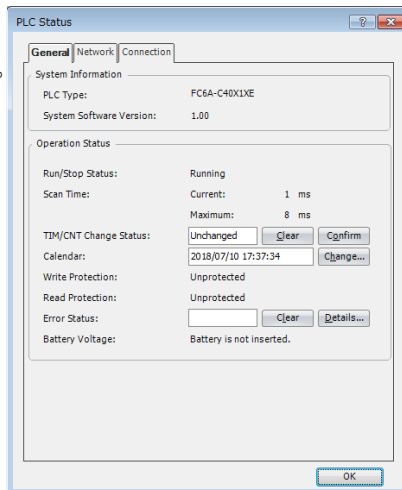 PLC Status
General Network Connection
System Information
PLC Type: FC6A-C40X1XE
System Software Version: 1.00
Operation Status
Run/Stop Status: Running
Scan Time: Current: 1 ms
Maximum: 8 ms
TIM/CNT Change Status: Unchanged Clear Confirm
Calendar: 2018/07/10 17:37:34 Change...
Write Protection: Unprotected
Read Protection: Unprotected
Error Status: Clear Details...
Battery Voltage: Battery is not inserted.
OK